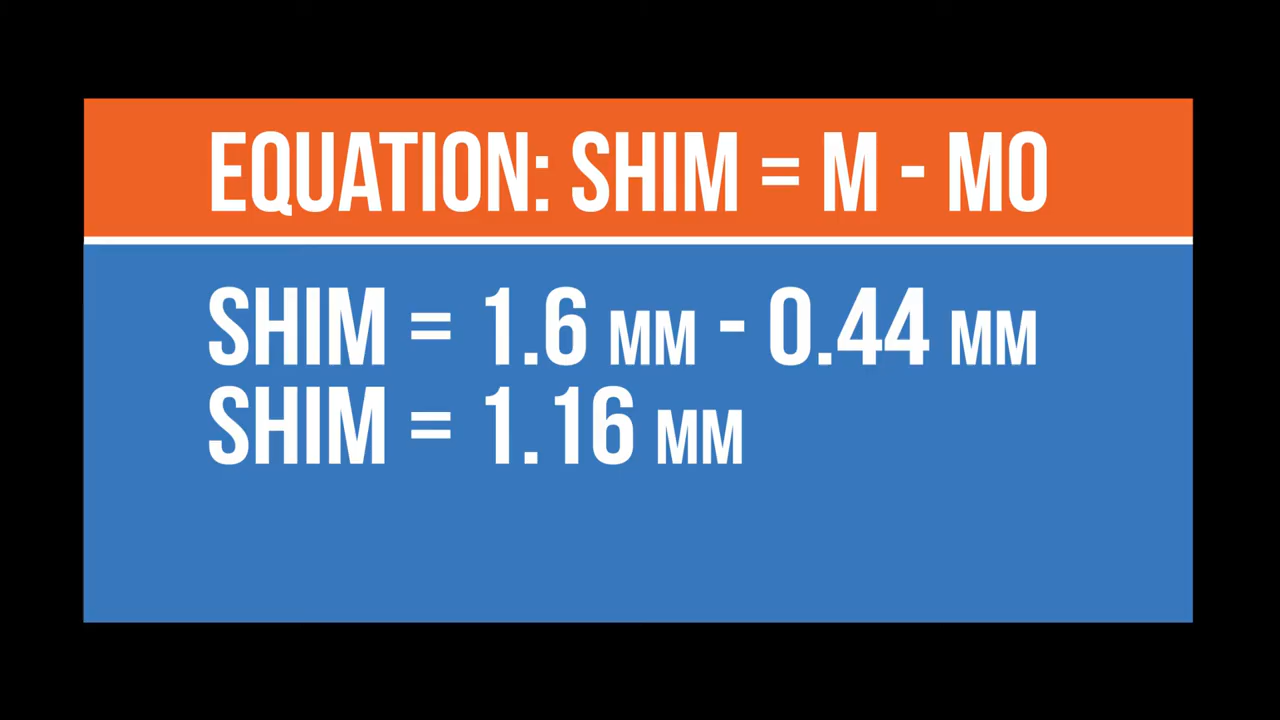 EQUATION: SHIM = M - MO
SHIM = 1.6 MM - 0.44 MM
SHIM = 1.16 MM